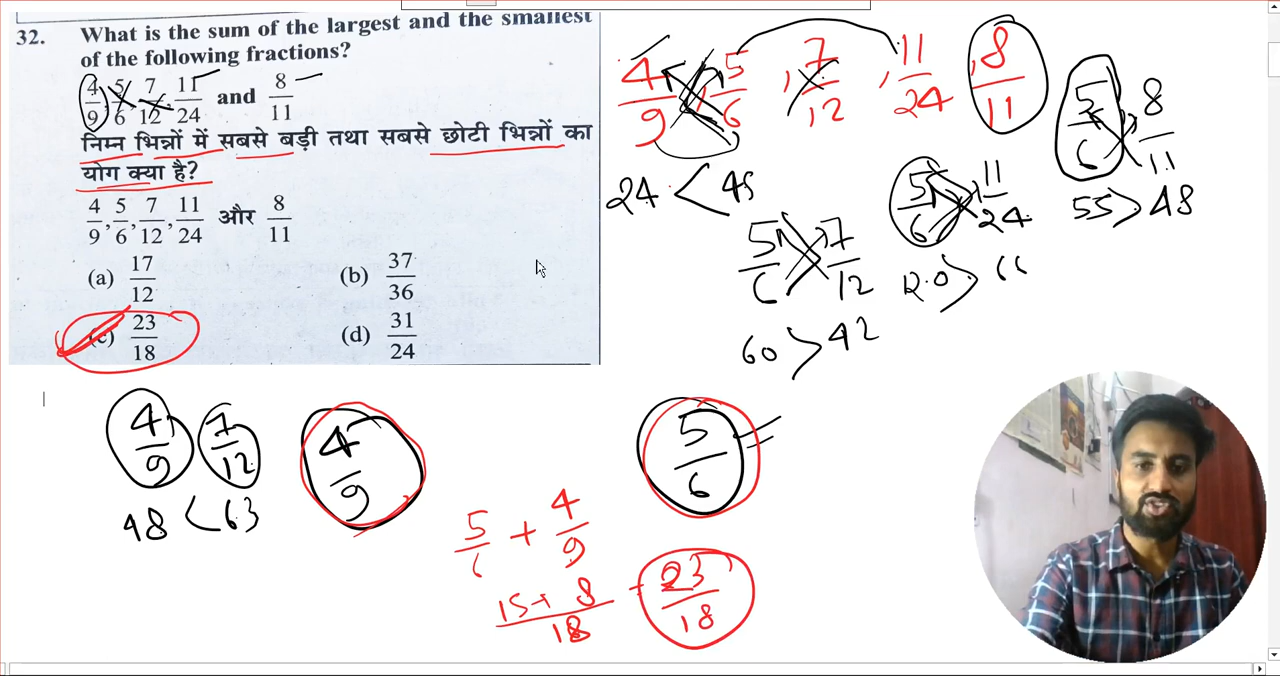 32. What is the sum of the largest and the smallest
of the following fractions?
4/9, 5/6, 7/12, 11/24 and 8/11
निम्न भिन्नों में सबसे बड़ी तथा सबसे छोटी भिन्नों का
योग क्या है?
4/9, 5/6, 7/12, 11/24 और 8/11
(a) 17/12 (b) 37/36
(c) 23/18 (d) 31/24
4/9, 5/6, 7/12, 11/24, 8/11
24 < 45
5/6, 7/12
60 > 42
5/6, 11/24
120 > 66
5/6, 8/11
55 > 48
4/9 7/12
48 < 63
4/9
5/6
5/6 + 4/9
15+8/18 = 23/18